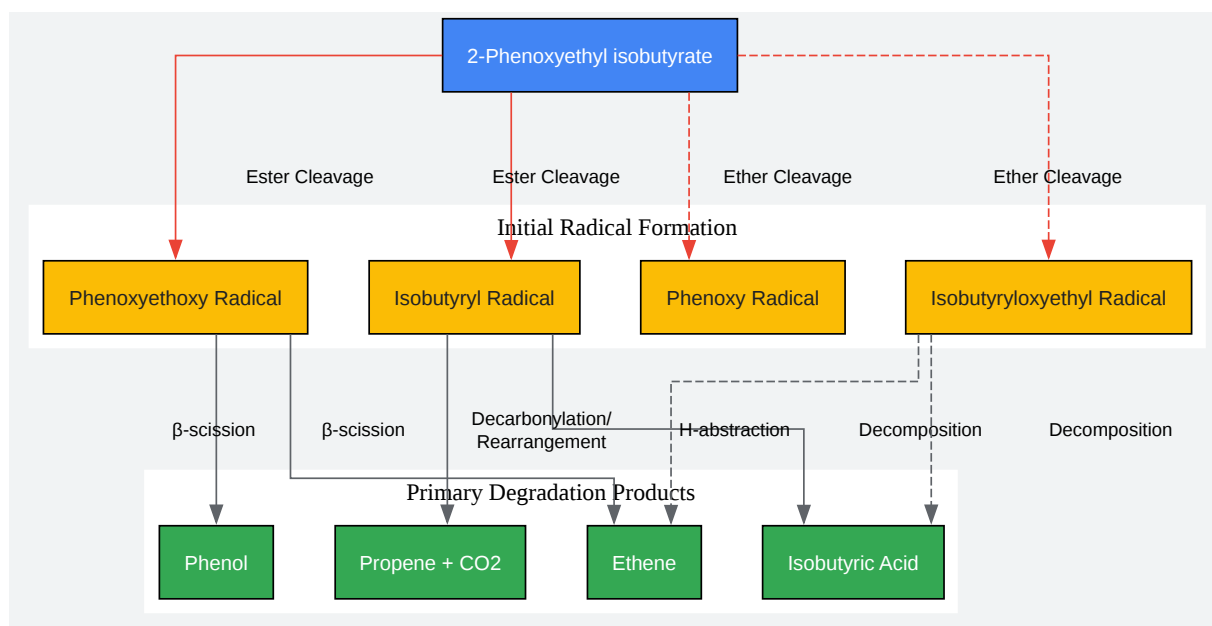 2-Phenoxyethyl isobutyrate
Ester Cleavage
Ester Cleavage
Ether Cleavage
Ether Cleavage
Initial Radical Formation
Phenoxyethoxy Radical
Isobutyryl Radical
Phenoxy Radical
Isobutyryloxyethyl Radical
β-scission
β-scission
Decarbonylation/
Rearrangement
H-abstraction
Decomposition
Decomposition
Primary Degradation Products
Phenol
Propene + CO2
Ethene
Isobutyric Acid